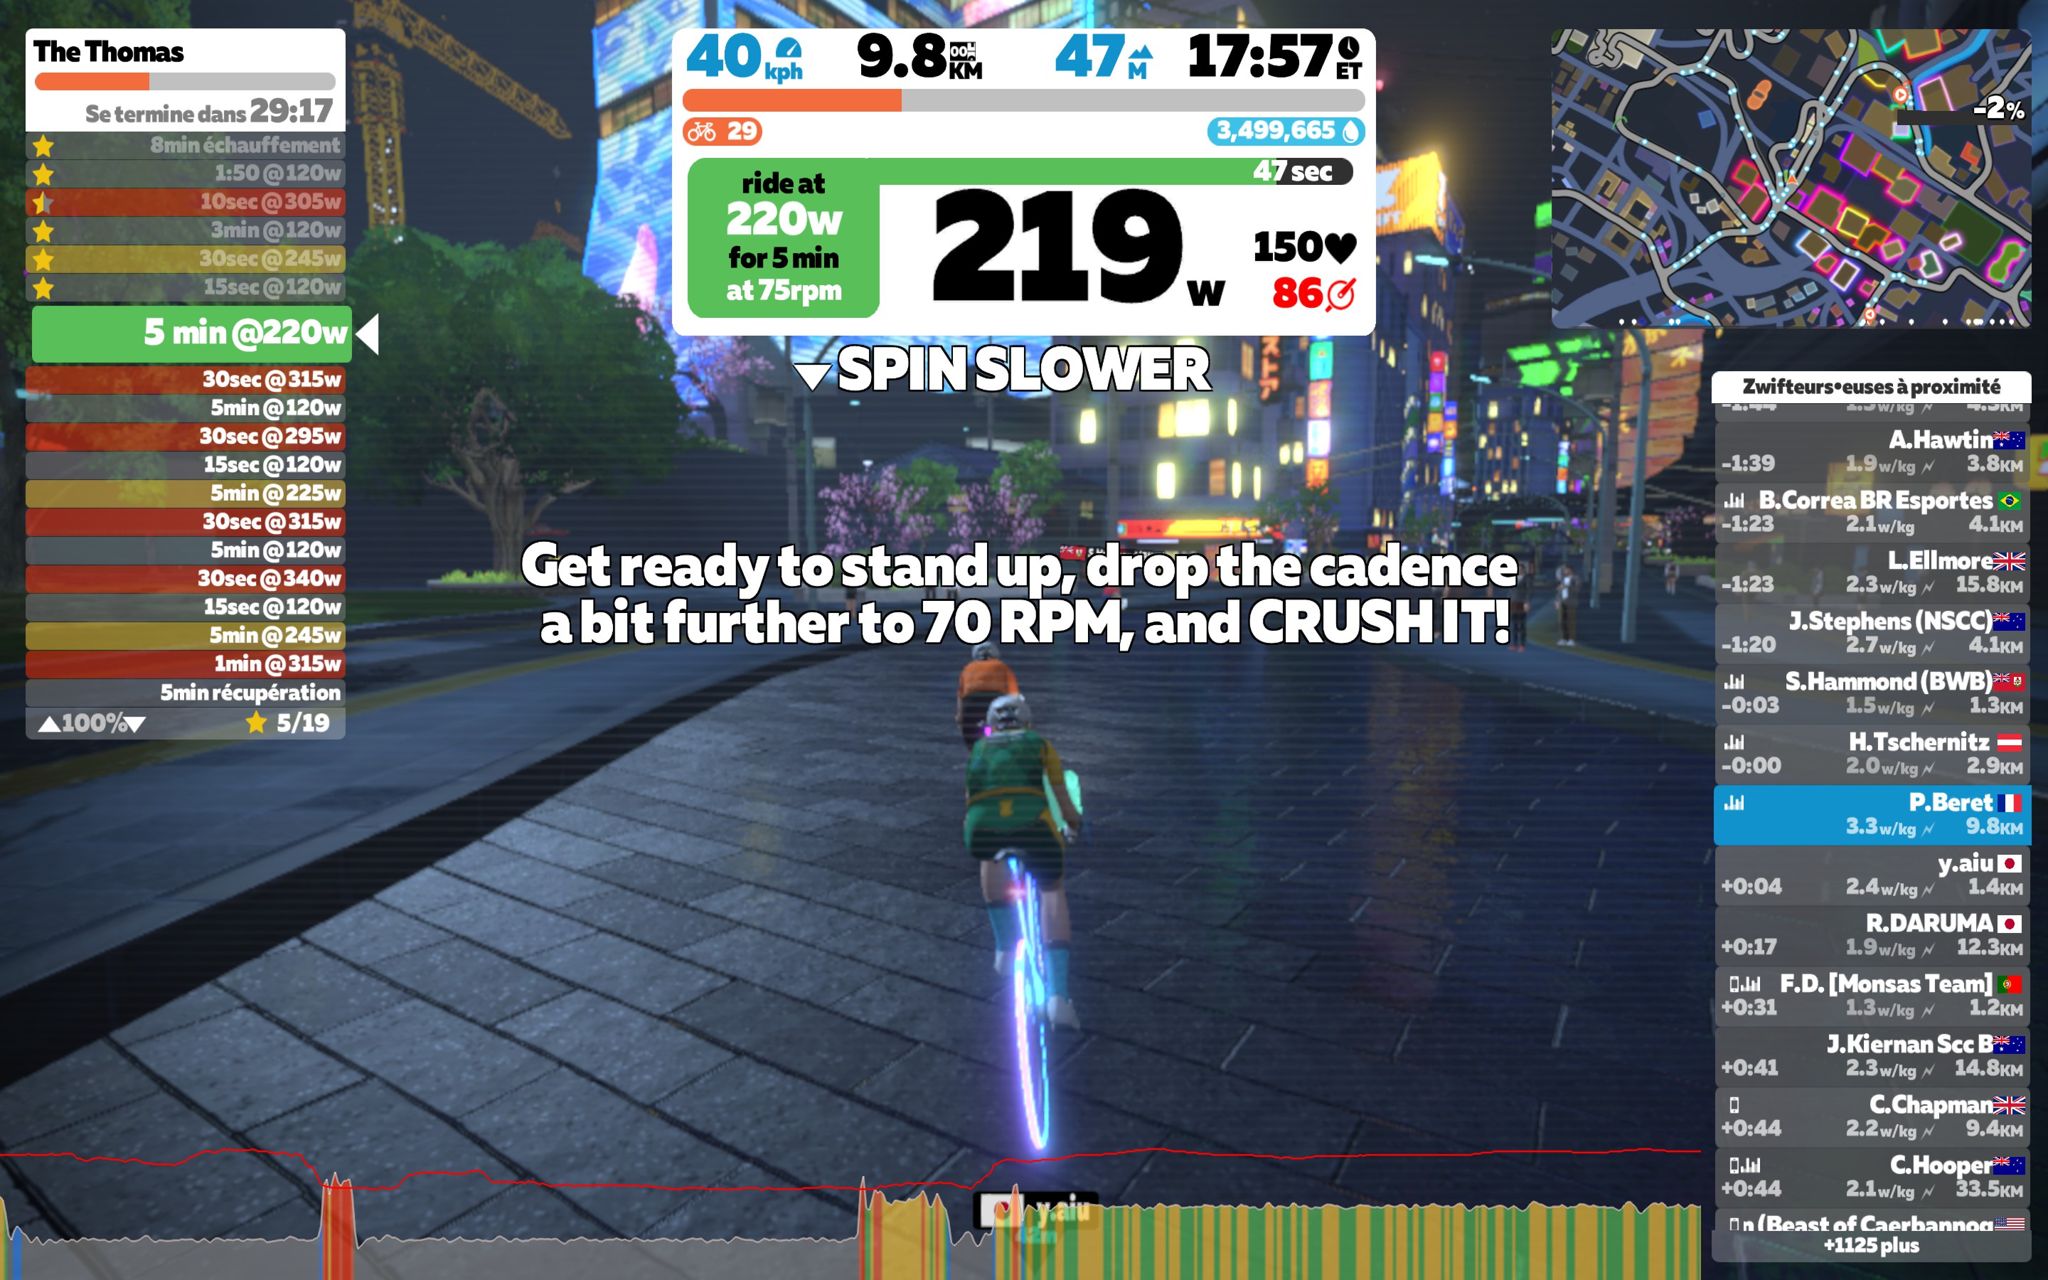 The Thomas
Se termine dans 29:17
8min échauffement
1:50 @120w
10sec @305w
3min @120w
30sec @245w
15sec @120w
5 min @220w
30sec @315w
5min @120w
30sec @295w
15sec @120w
5min @225w
30sec @315w
5min @120w
30sec @340w
15sec @120w
5min @245w
1min @315w
5min récupération
100% 5/19
40 kph 9.8 KM 47 M 17:57 ET
29 3,499,665
47 sec
ride at
220w
for 5 min
at 75rpm
219 w
150
86
SPIN SLOWER
Get ready to stand up, drop the cadence
a bit further to 70 RPM, and CRUSH IT!
-2%
Zwifteurs•euses à proximité
A.Hawtin
-1:39 1.9w/kg 3.8KM
B.Correa BR Esportes
-1:23 2.1w/kg 4.1KM
L.Ellmore
-1:23 2.3w/kg 15.8KM
J.Stephens (NSCC)
-1:20 2.7w/kg 4.1KM
S.Hammond (BWB)
-0:03 1.5w/kg 1.3KM
H.Tschernitz
-0:00 2.0w/kg 2.9KM
P.Beret
3.3w/kg 9.8KM
y.aiu
+0:04 2.4w/kg 1.4KM
R.DARUMA
+0:17 1.9w/kg 12.3KM
F.D. [Monsas Team]
+0:31 1.3w/kg 1.2KM
J.Kiernan Scc B
+0:41 2.3w/kg 14.8KM
C.Chapman
+0:44 2.2w/kg 9.4KM
C.Hooper
+0:44 2.1w/kg 33.5KM
n (Beast of Caerbannog
+1125 plus
y.aiu
42m